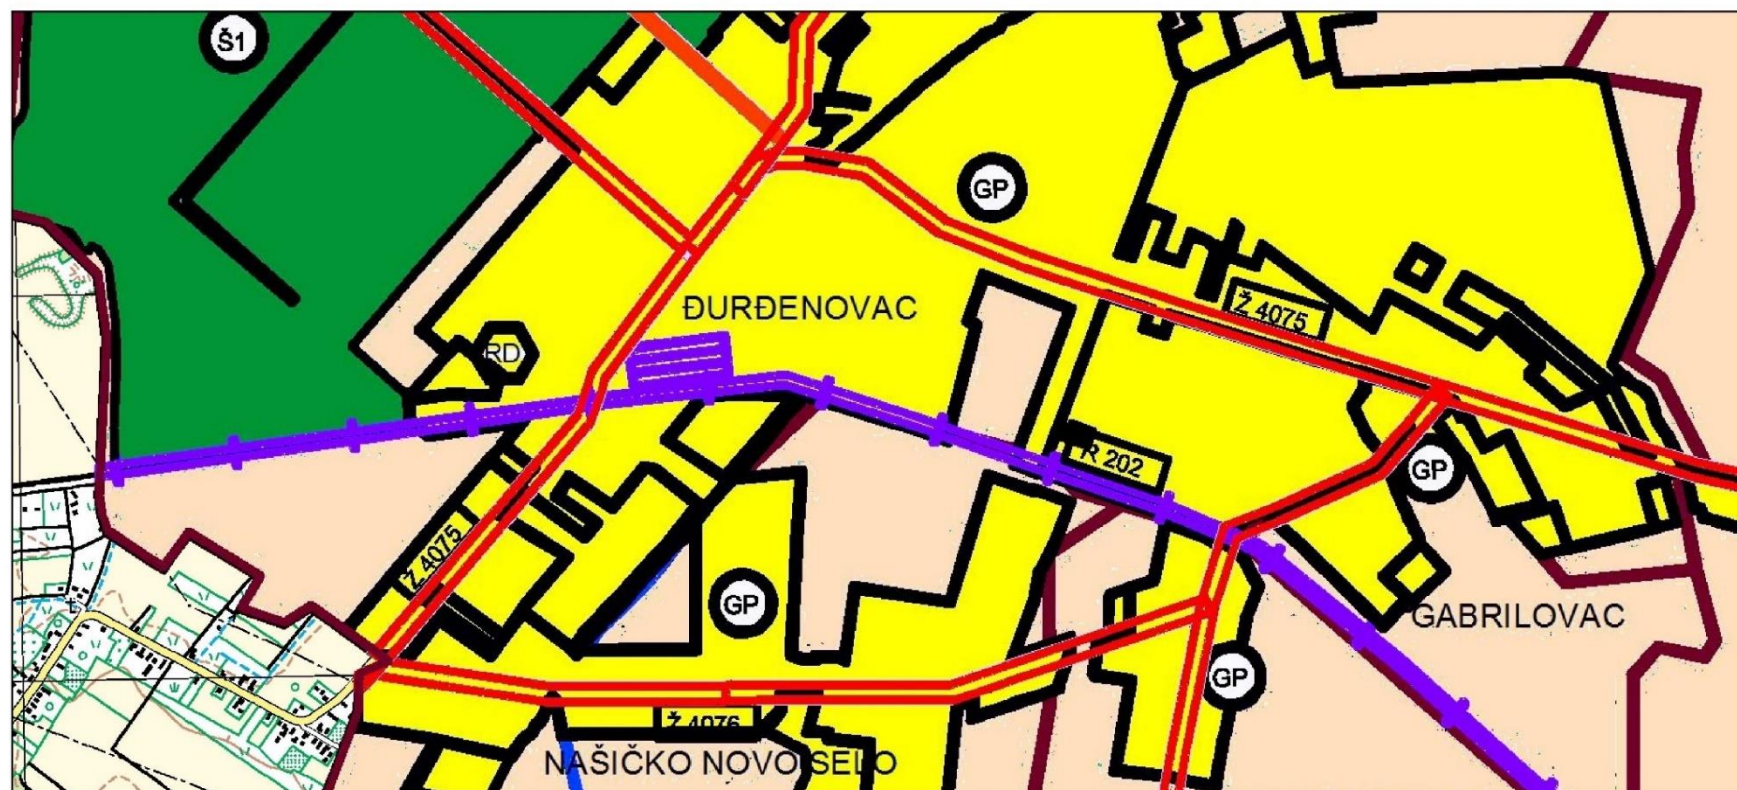 Š1
GP
ĐURĐENOVAC
Ž 4075
RD
R 202
GP
Ž 4075
GP
GABRILOVAC
GP
Ž 4076
NAŠIČKO NOVO SELO